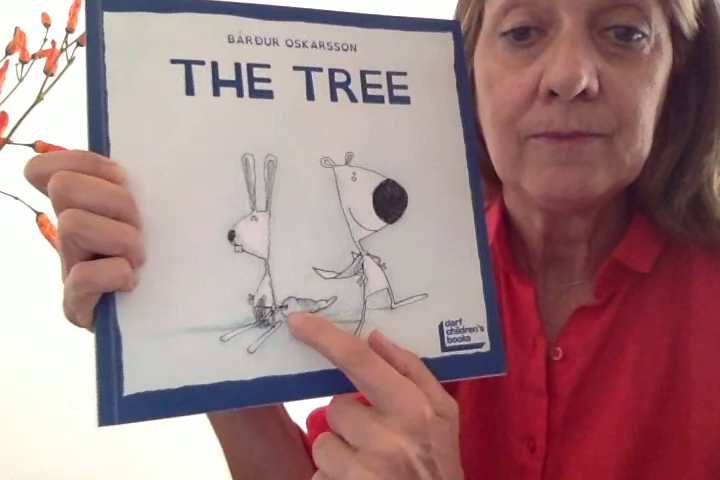 BÁRÐUR OSKARSSON
THE TREE
darf
children's
books